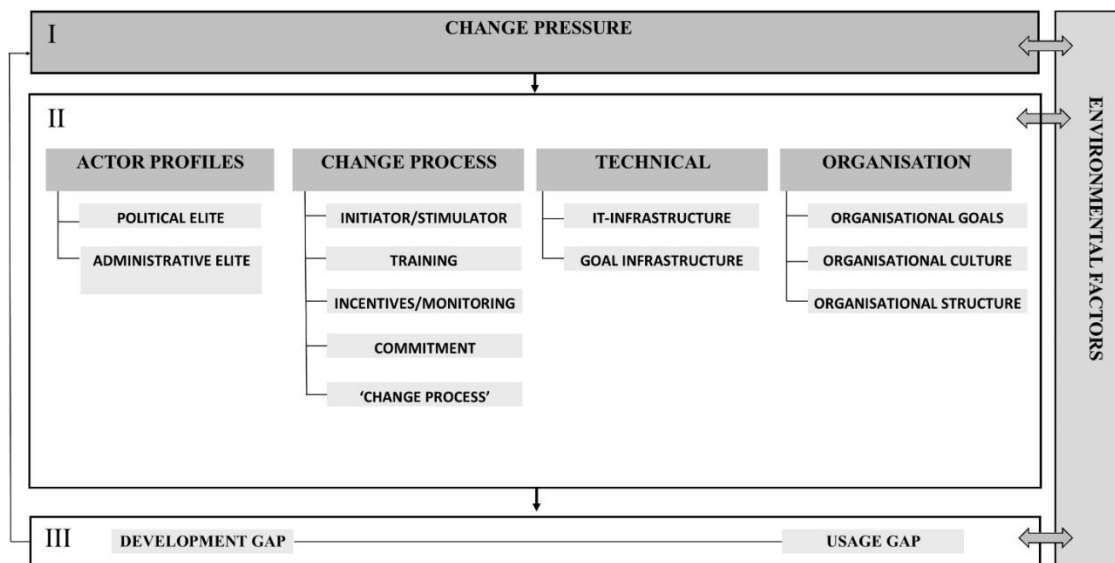 I
CHANGE PRESSURE
II
ACTOR PROFILES
POLITICAL ELITE
ADMINISTRATIVE ELITE
CHANGE PROCESS
INITIATOR/STIMULATOR
TRAINING
INCENTIVES/MONITORING
COMMITMENT
‘CHANGE PROCESS’
TECHNICAL
IT-INFRASTRUCTURE
GOAL INFRASTRUCTURE
ORGANISATION
ORGANISATIONAL GOALS
ORGANISATIONAL CULTURE
ORGANISATIONAL STRUCTURE
III
DEVELOPMENT GAP
USAGE GAP
ENVIRONMENTAL FACTORS